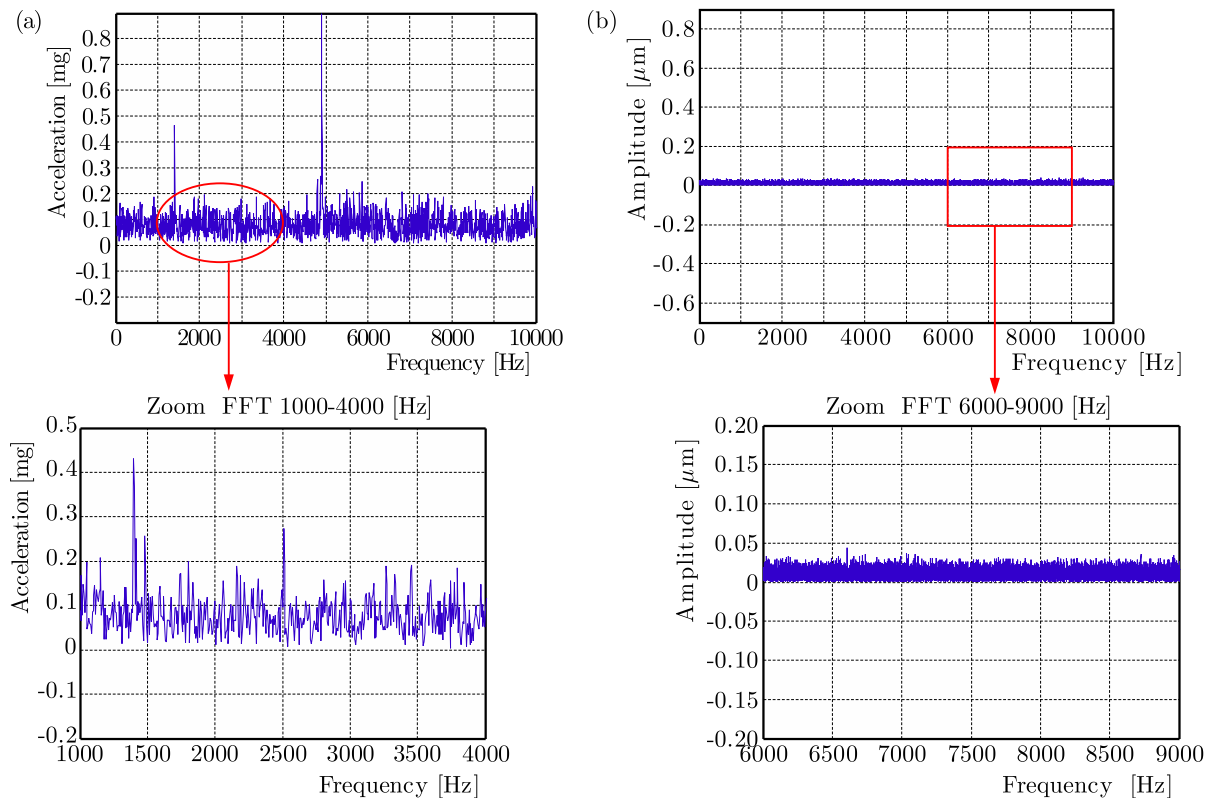 (a)
Acceleration [mg]
0.8
0.7
0.6
0.5
0.4
0.3
0.2
0.1
0
-0.1
-0.2
0 2000 4000 6000 8000 10000
Frequency [Hz]
Zoom FFT 1000-4000 [Hz]
Acceleration [mg]
0.5
0.4
0.3
0.2
0.1
0
-0.1
-0.2
1000 1500 2000 2500 3000 3500 4000
Frequency [Hz]
(b)
Amplitude [μm]
0.8
0.6
0.4
0.2
0
-0.2
-0.4
-0.6
0 2000 4000 6000 8000 10000
Frequency [Hz]
Zoom FFT 6000-9000 [Hz]
Amplitude [μm]
0.20
0.15
0.10
0.05
0
-0.05
-0.10
-0.15
-0.20
6000 6500 7000 7500 8000 8500 9000
Frequency [Hz]